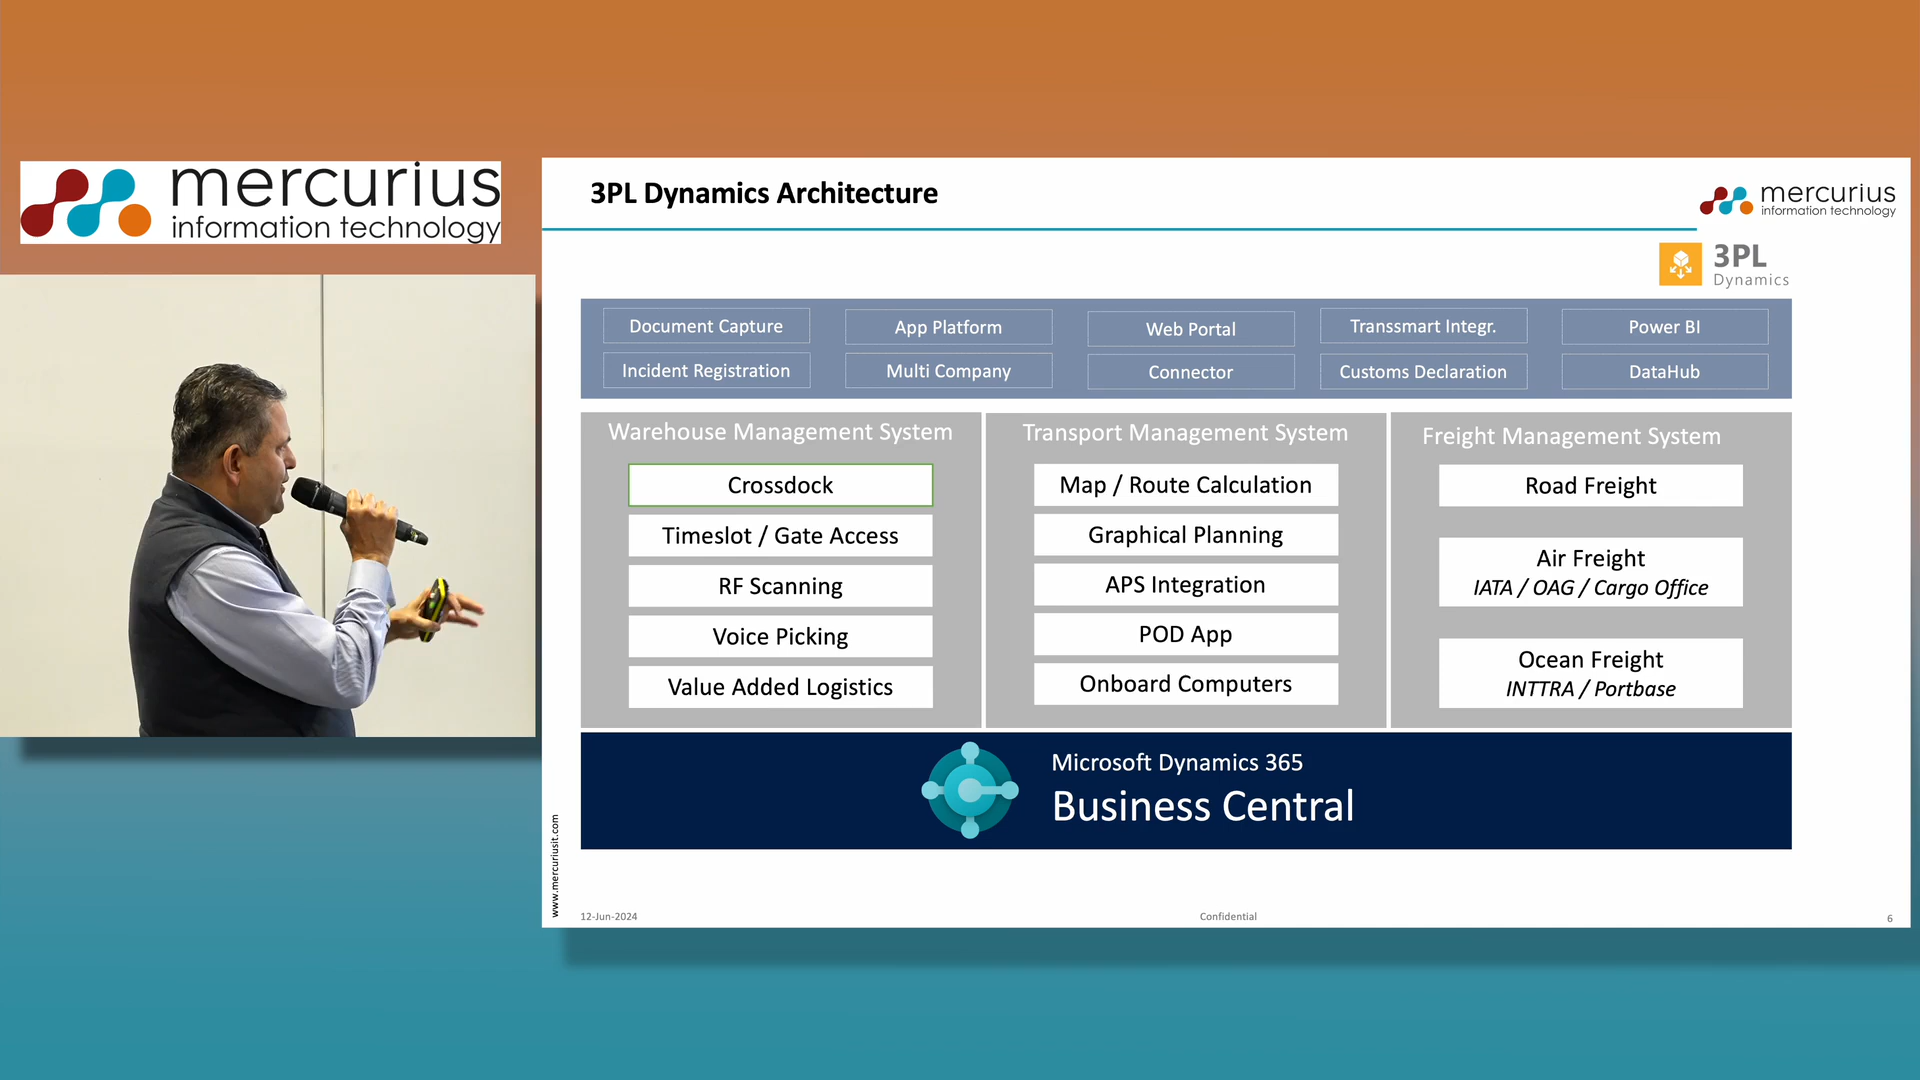 mercurius
information technology
3PL Dynamics Architecture
mercurius
information technology
3PL
Dynamics
Document Capture
App Platform
Web Portal
Transsmart Integr.
Power BI
Incident Registration
Multi Company
Connector
Customs Declaration
DataHub
Warehouse Management System
Crossdock
Timeslot / Gate Access
RF Scanning
Voice Picking
Value Added Logistics
Transport Management System
Map / Route Calculation
Graphical Planning
APS Integration
POD App
Onboard Computers
Freight Management System
Road Freight
Air Freight
IATA / OAG / Cargo Office
Ocean Freight
INTTRA / Portbase
Microsoft Dynamics 365
Business Central
www.mercuriusit.com
12-Jun-2024
Confidential
6